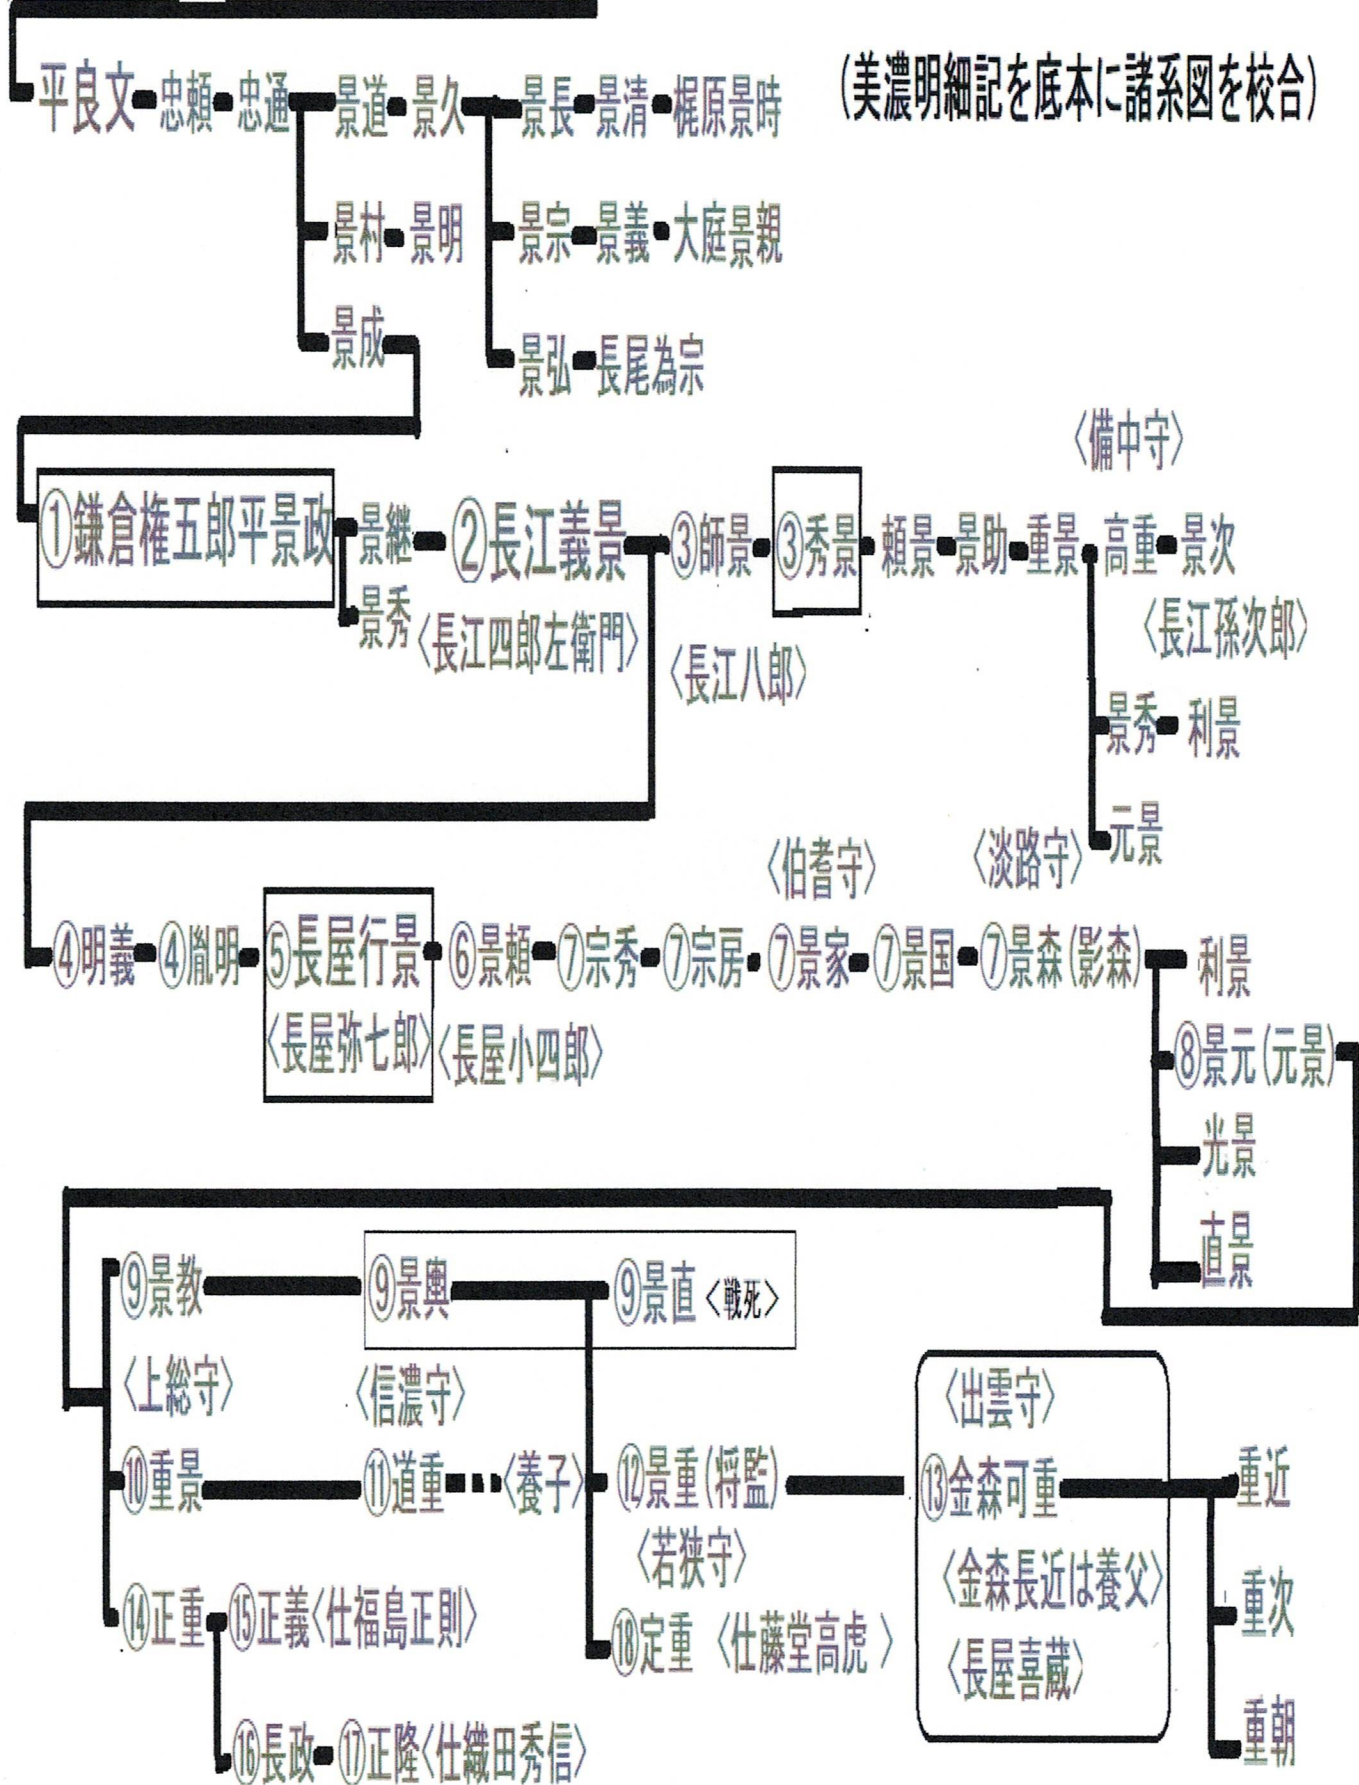 (美濃明細記を底本に諸系図を校合)
平良文 忠頼 忠通 景道 景久 景長 景清 梶原景時
景村 景明 景宗 景義 大庭景親
景成 景弘 長尾為宗
〈備中守〉
①鎌倉権五郎平景政 景継 ②長江義景 ③師景 ③秀景 頼景 景助 重景 高重 景次
景秀 〈長江四郎左衛門〉 〈長江八郎〉 〈長江孫次郎〉
景秀 利景
元景
〈伯耆守〉 〈淡路守〉
④明義 ④胤明 ⑤長屋行景 ⑥景頼 ⑦宗秀 ⑦宗房 ⑦景家 ⑦景国 ⑦景森(影森) 利景
〈長屋弥七郎〉 〈長屋小四郎〉 ⑧景元(元景)
光景
直景
⑨景教 ⑨景輿 ⑨景直 <戦死>
〈上総守〉 〈信濃守〉 〈出雲守〉
⑩重景 ⑪道重 〈養子〉 ⑫景重(将監) ⑬金森可重 重近
〈若狭守〉 〈金森長近は養父〉
⑭正重 ⑮正義〈仕福島正則〉 ⑱定重 〈仕藤堂高虎 〉 重次
〈長屋喜蔵〉
⑯長政 ⑰正隆〈仕織田秀信〉 重朝